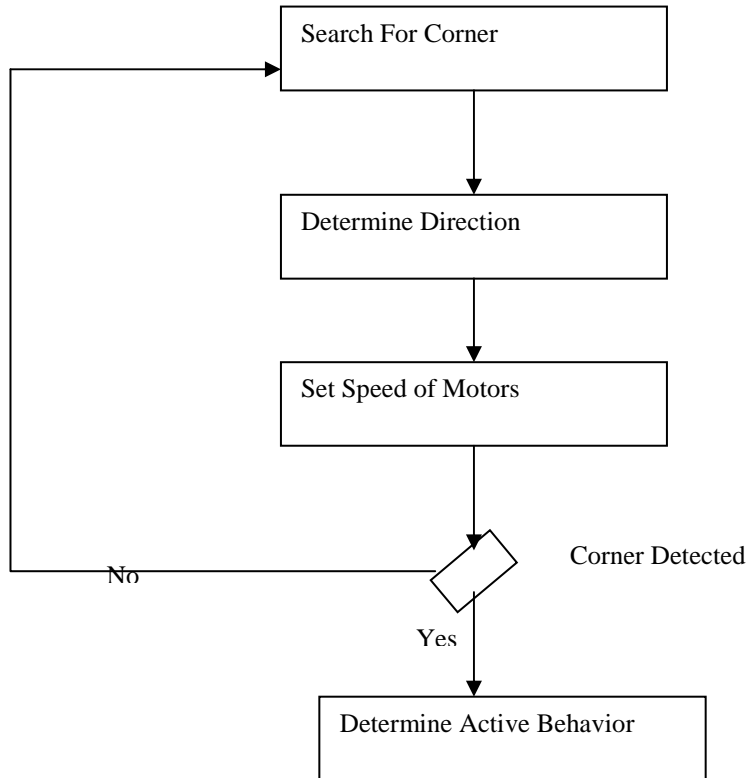 Search For Corner
Determine Direction
Set Speed of Motors
Corner Detected
No
Yes
Determine Active Behavior